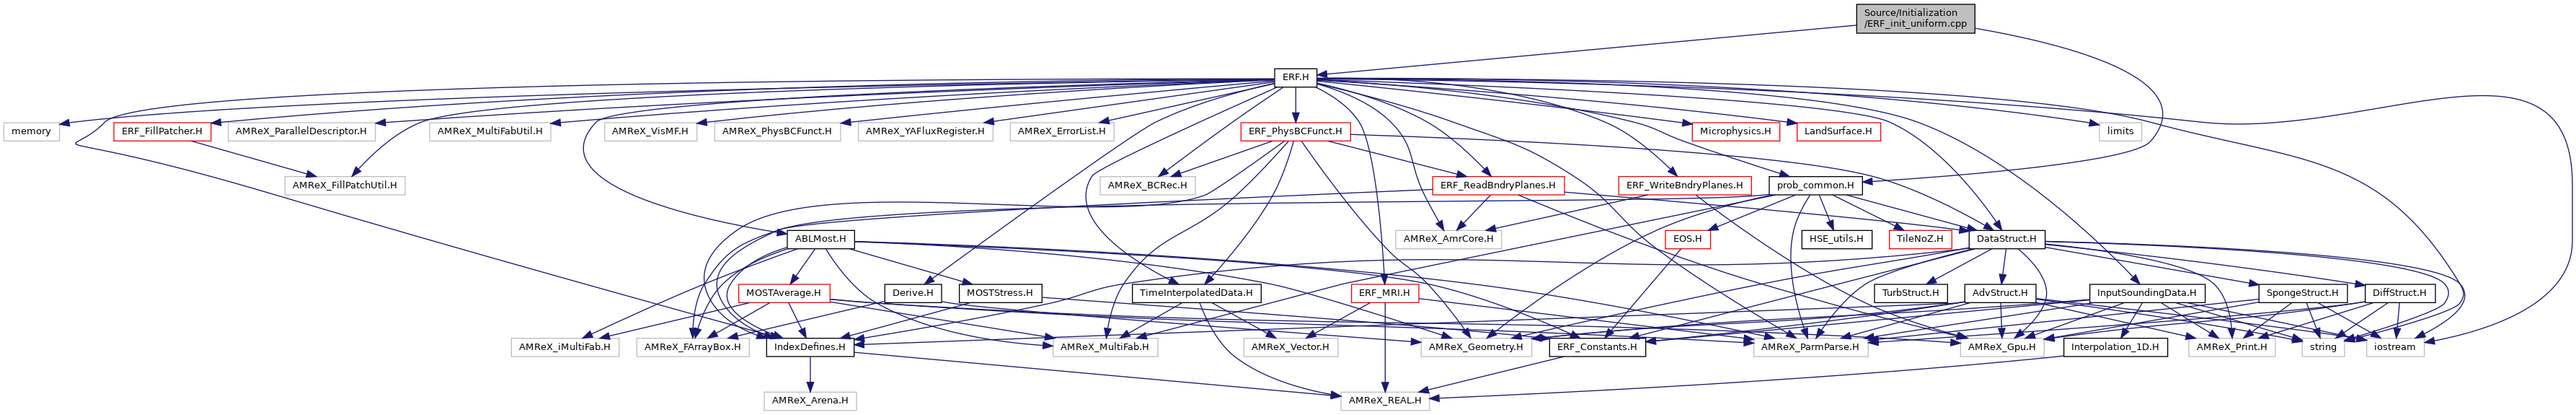 Source/Initialization
/ERF_init_uniform.cpp
ERF.H
memory
ERF_FillPatcher.H
AMReX_ParallelDescriptor.H
AMReX_MultiFabUtil.H
AMReX_VisMF.H
AMReX_PhysBCFunct.H
AMReX_YAFluxRegister.H
AMReX_ErrorList.H
ERF_PhysBCFunct.H
Microphysics.H
LandSurface.H
limits
AMReX_FillPatchUtil.H
AMReX_BCRec.H
ERF_ReadBndryPlanes.H
ERF_WriteBndryPlanes.H
prob_common.H
ABLMost.H
AMReX_AmrCore.H
EOS.H
HSE_utils.H
TileNoZ.H
DataStruct.H
MOSTAverage.H
Derive.H
MOSTStress.H
TimeInterpolatedData.H
ERF_MRI.H
TurbStruct.H
AdvStruct.H
InputSoundingData.H
SpongeStruct.H
DiffStruct.H
AMReX_iMultiFab.H
AMReX_FArrayBox.H
IndexDefines.H
AMReX_MultiFab.H
AMReX_Vector.H
AMReX_Geometry.H
ERF_Constants.H
AMReX_ParmParse.H
AMReX_Gpu.H
Interpolation_1D.H
AMReX_Print.H
string
iostream
AMReX_Arena.H
AMReX_REAL.H